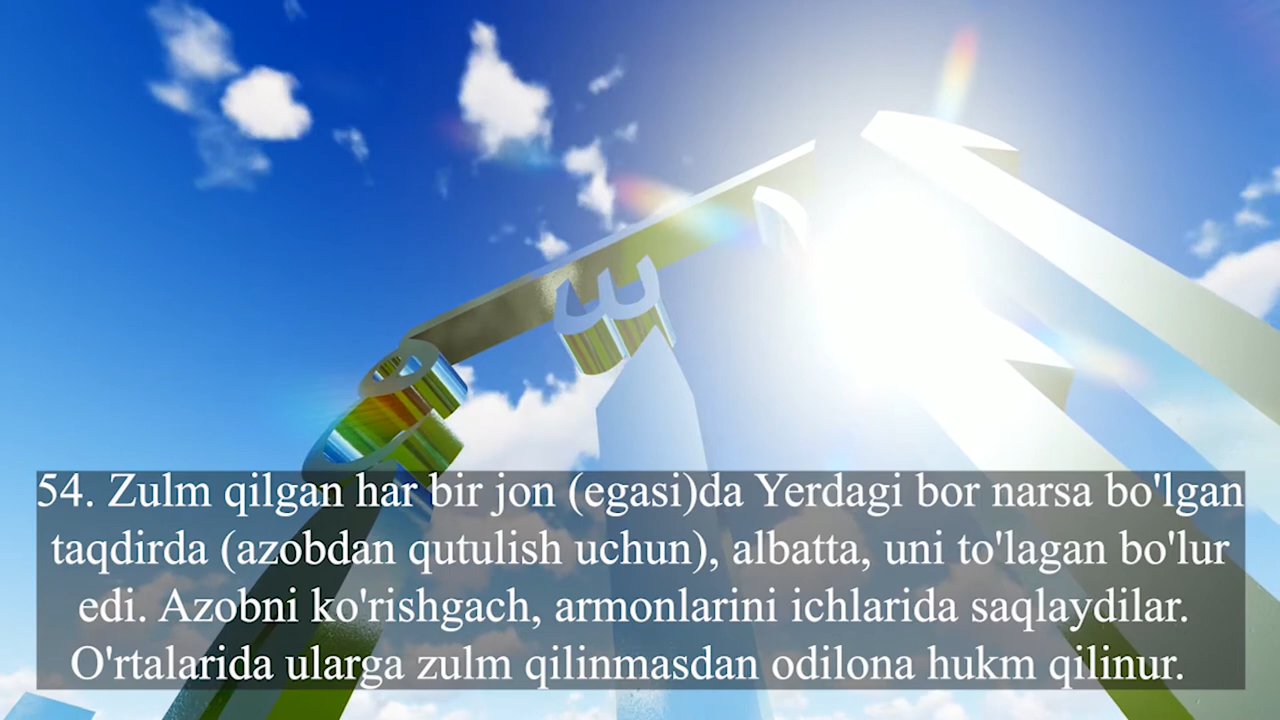 54. Zulm qilgan har bir jon (egasi)da Yerdagi bor narsa bo'lgan
taqdirda (azobdan qutulish uchun), albatta, uni to'lagan bo'lur
edi. Azobni ko'rishgach, armonlarini ichlarida saqlaydilar.
O'rtalarida ularga zulm qilinmasdan odilona hukm qilinur.